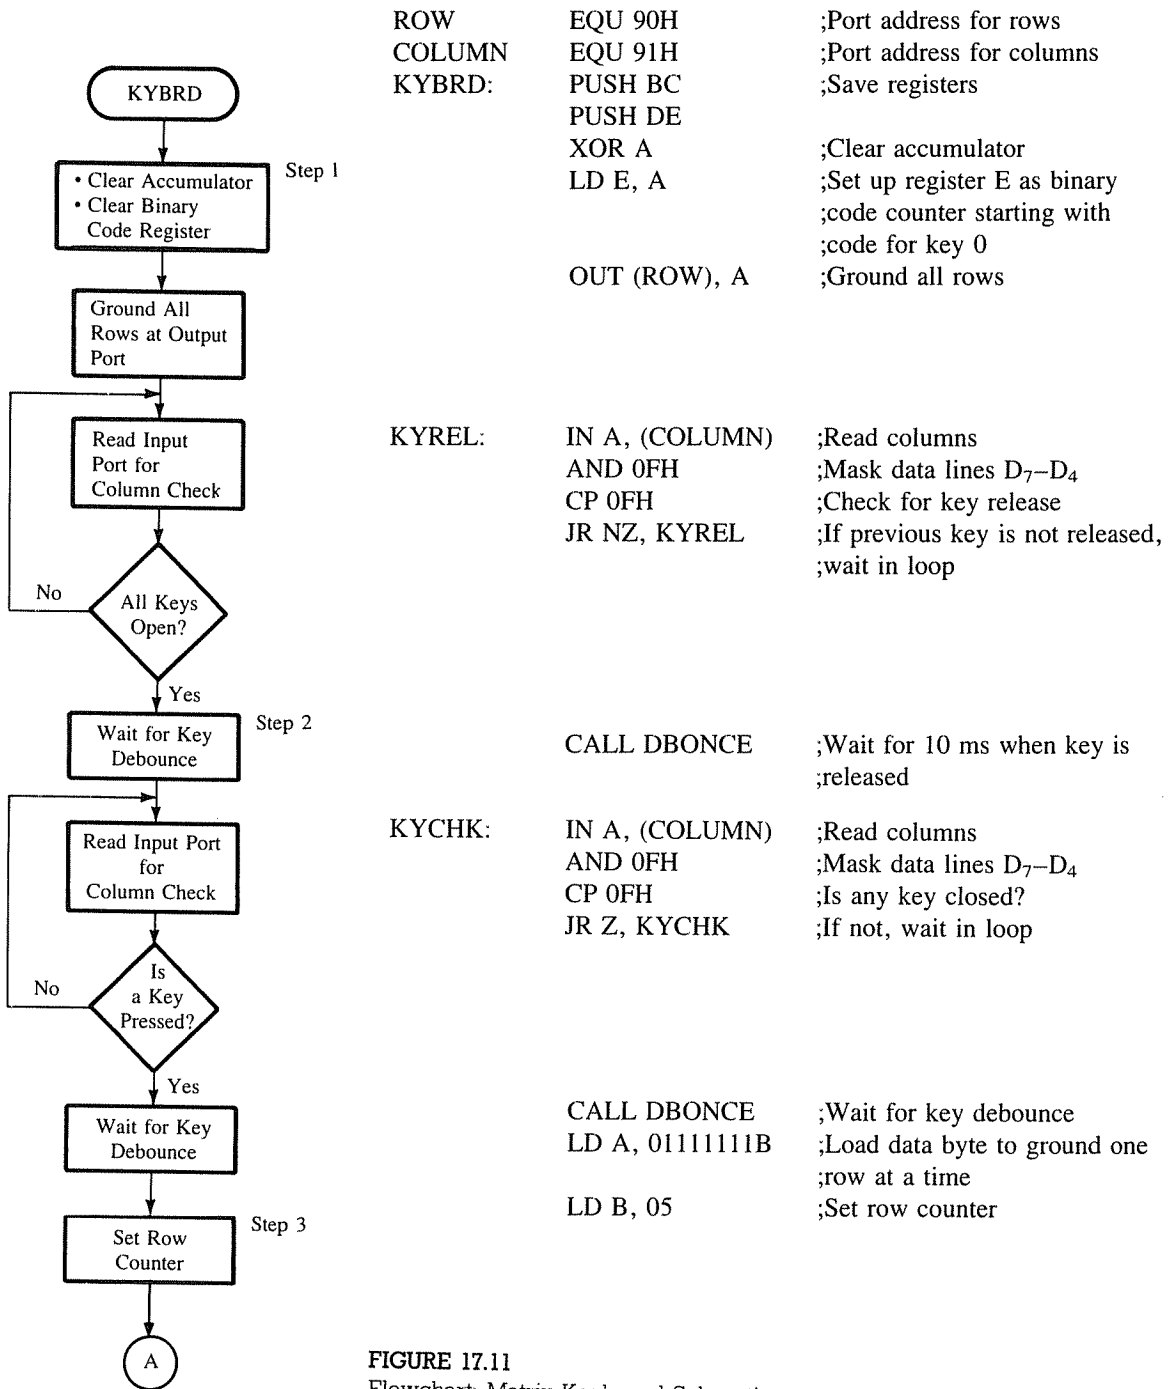 KYBRD
Step 1
• Clear Accumulator
• Clear Binary
Code Register
Ground All
Rows at Output
Port
Read Input
Port for
Column Check
No
All Keys
Open?
Yes
Wait for Key
Debounce
Step 2
Read Input Port
for
Column Check
No
Is
a Key
Pressed?
Yes
Wait for Key
Debounce
Set Row
Counter
Step 3
A
ROW EQU 90H ;Port address for rows
COLUMN EQU 91H ;Port address for columns
KYBRD: PUSH BC ;Save registers
PUSH DE
XOR A ;Clear accumulator
LD E, A ;Set up register E as binary
;code counter starting with
;code for key 0
OUT (ROW), A ;Ground all rows
KYREL: IN A, (COLUMN) ;Read columns
AND 0FH ;Mask data lines D₇–D₄
CP 0FH ;Check for key release
JR NZ, KYREL ;If previous key is not released,
;wait in loop
CALL DBONCE ;Wait for 10 ms when key is
;released
KYCHK: IN A, (COLUMN) ;Read columns
AND 0FH ;Mask data lines D₇–D₄
CP 0FH ;Is any key closed?
JR Z, KYCHK ;If not, wait in loop
CALL DBONCE ;Wait for key debounce
LD A, 01111111B ;Load data byte to ground one
;row at a time
LD B, 05 ;Set row counter
FIGURE 17.11
Flowchart: Matrix Keyboard Subroutine